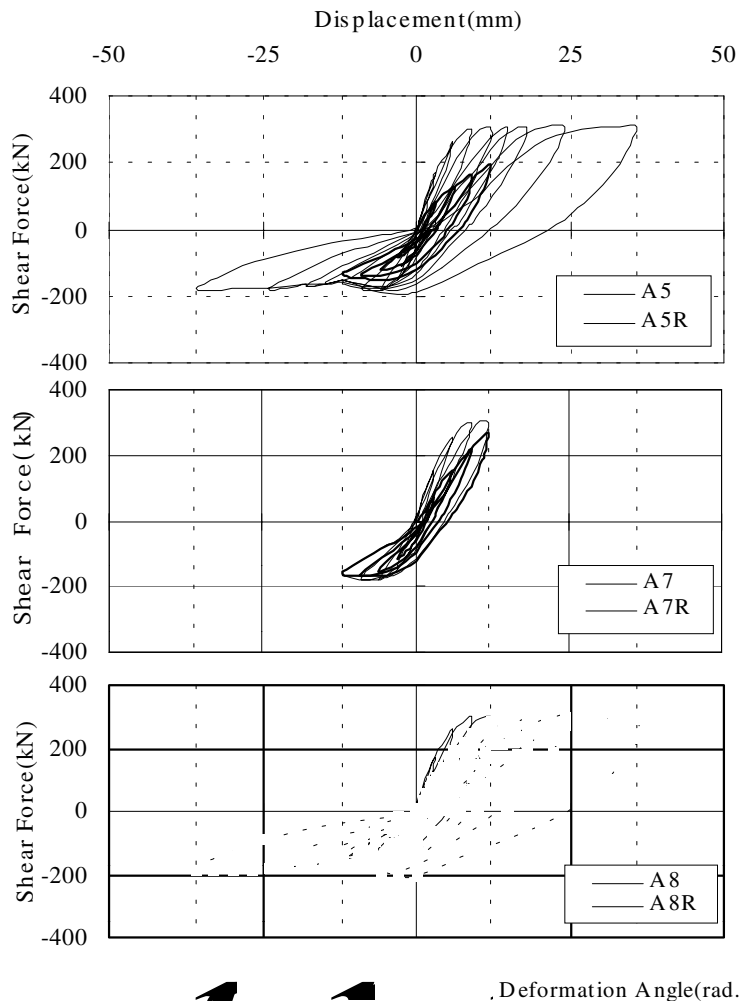 Displacement(mm)
-50 -25 0 25 50
400
200
0
-200
-400
Shear Force(kN)
A5
A5R
400
200
0
-200
-400
Shear Force(kN)
A7
A7R
400
200
0
-200
-400
Shear Force(kN)
A8
A8R
Deformation Angle(rad.